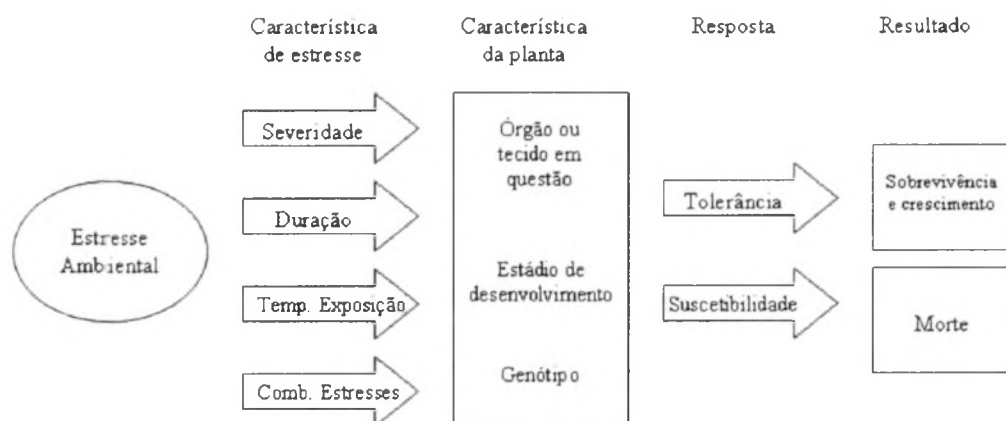 Característica
de estresse
Característica
da planta
Resposta
Resultado
Estresse
Ambiental
Severidade
Duração
Temp. Exposição
Comb. Estresses
Órgão ou
tecido em
questão
Estádio de
desenvolvimento
Genótipo
Tolerância
Suscetibilidade
Sobrevivência
e crescimento
Morte